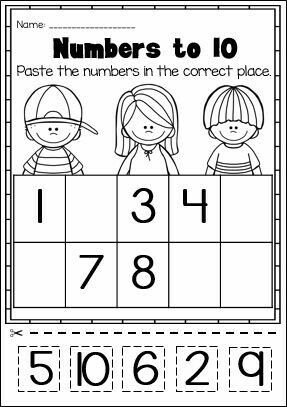 Name: ___________________
Numbers to 10
Paste the numbers in the correct place.
1 3 4
7 8
5 10 6 2 9